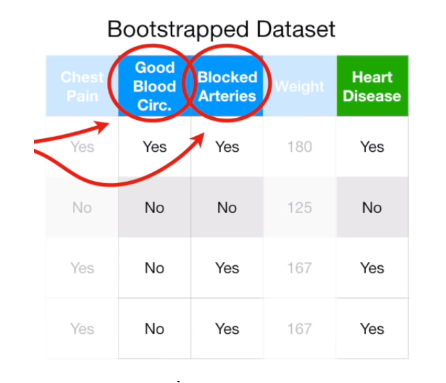 Bootstrapped Dataset
Chest Pain Good Blood Circ. Blocked Arteries Weight Heart Disease
Yes Yes Yes 180 Yes
No No No 125 No
Yes No Yes 167 Yes
Yes No Yes 167 Yes